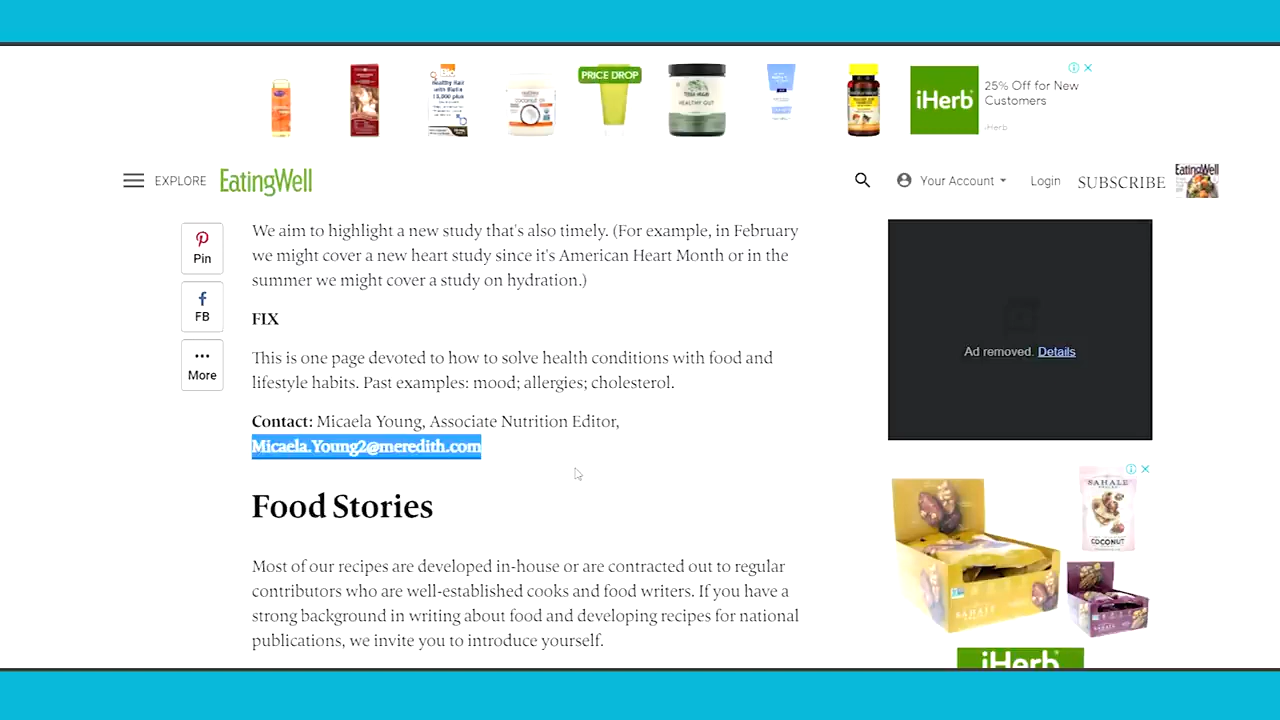 PRICE DROP
iHerb
25% Off for New
Customers
iHerb
EXPLORE
EatingWell
Your Account
Login
SUBSCRIBE
EatingWell
Pin
FB
More
We aim to highlight a new study that's also timely. (For example, in February
we might cover a new heart study since it's American Heart Month or in the
summer we might cover a study on hydration.)
FIX
This is one page devoted to how to solve health conditions with food and
lifestyle habits. Past examples: mood; allergies; cholesterol.
Contact: Micaela Young, Associate Nutrition Editor,
Micaela.Young2@meredith.com
Food Stories
Most of our recipes are developed in-house or are contracted out to regular
contributors who are well-established cooks and food writers. If you have a
strong background in writing about food and developing recipes for national
publications, we invite you to introduce yourself.
Ad removed. Details
SAHALE
COCONUT
SAHALE
iHerb